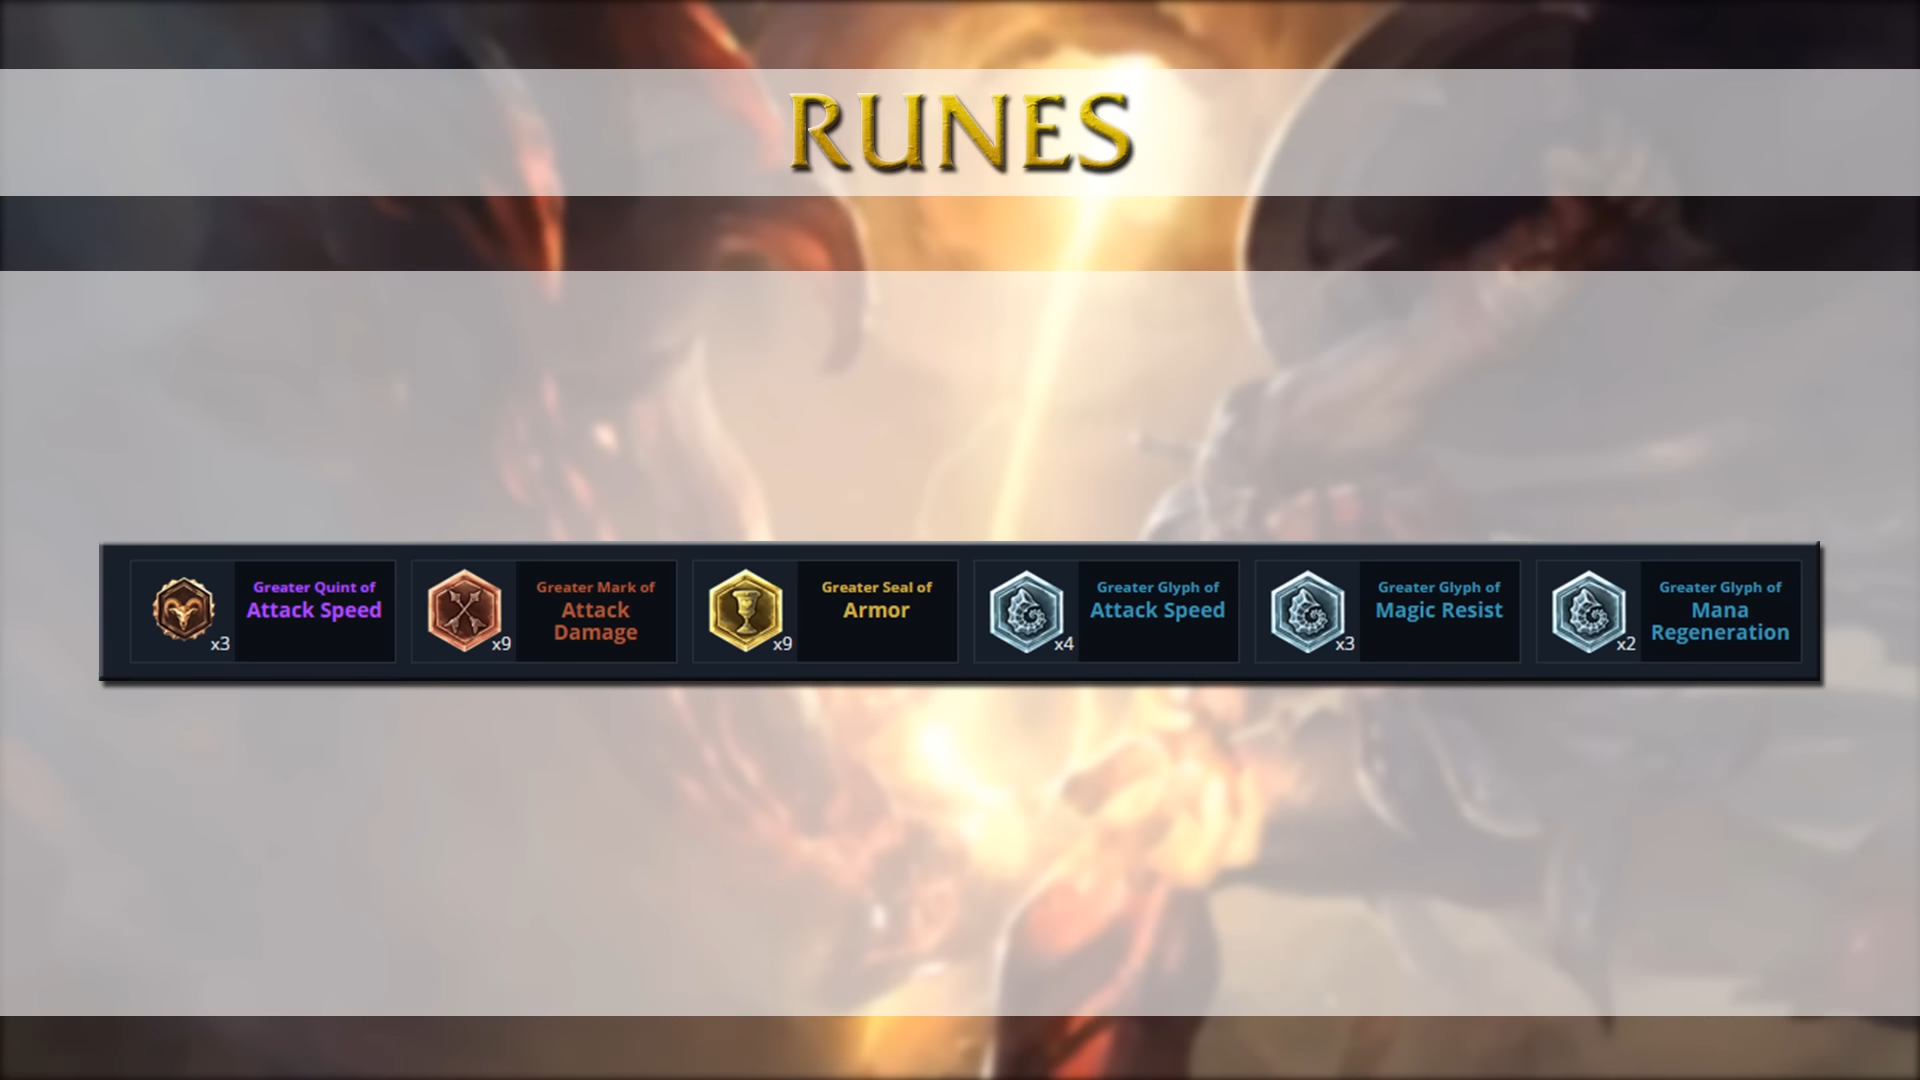 RUNES
Greater Quint of
Attack Speed
x3
Greater Mark of
Attack
Damage
x9
Greater Seal of
Armor
x9
Greater Glyph of
Attack Speed
x4
Greater Glyph of
Magic Resist
x3
Greater Glyph of
Mana
Regeneration
x2